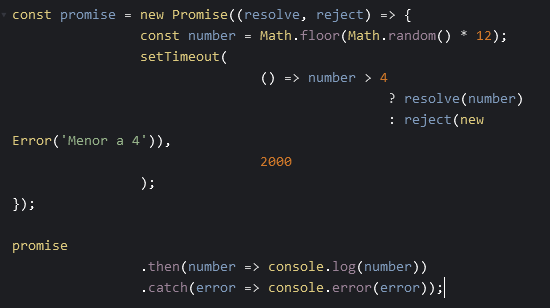 const promise = new Promise((resolve, reject) => {
const number = Math.floor(Math.random() * 12);
setTimeout(
() => number > 4
? resolve(number)
: reject(new
Error('Menor a 4')),
2000
);
});
promise
.then(number => console.log(number))
.catch(error => console.error(error));